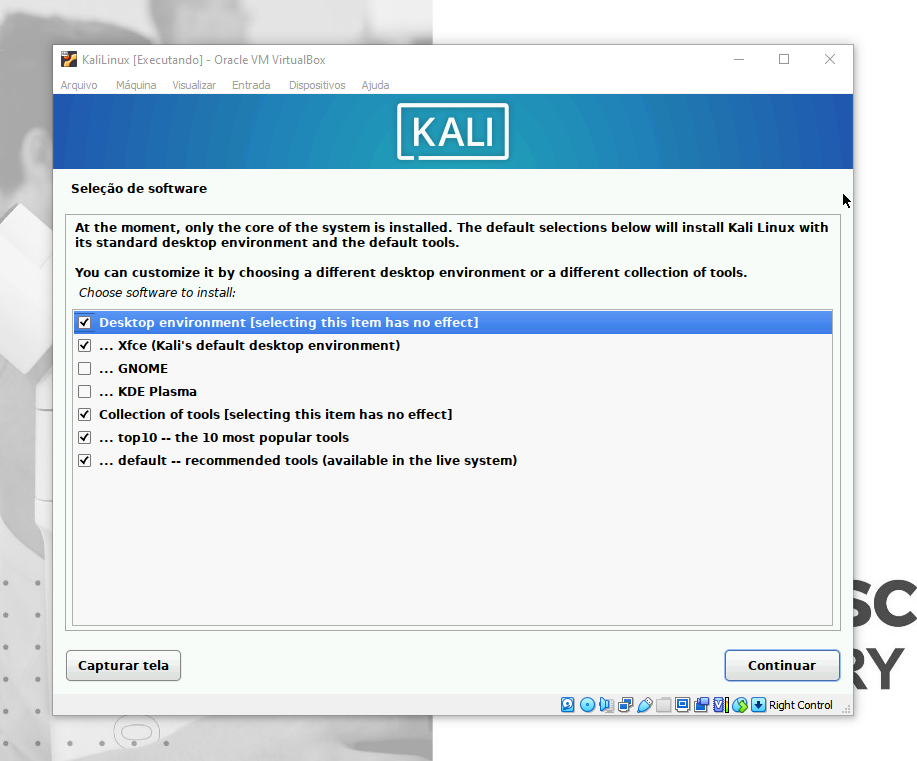 KaliLinux [Executando] - Oracle VM VirtualBox
Arquivo Máquina Visualizar Entrada Dispositivos Ajuda
KALI
Seleção de software
At the moment, only the core of the system is installed. The default selections below will install Kali Linux with
its standard desktop environment and the default tools.
You can customize it by choosing a different desktop environment or a different collection of tools.
Choose software to install:
Desktop environment [selecting this item has no effect]
... Xfce (Kali's default desktop environment)
... GNOME
... KDE Plasma
Collection of tools [selecting this item has no effect]
... top10 -- the 10 most popular tools
... default -- recommended tools (available in the live system)
SC
RY
Capturar tela
Continuar
Right Control